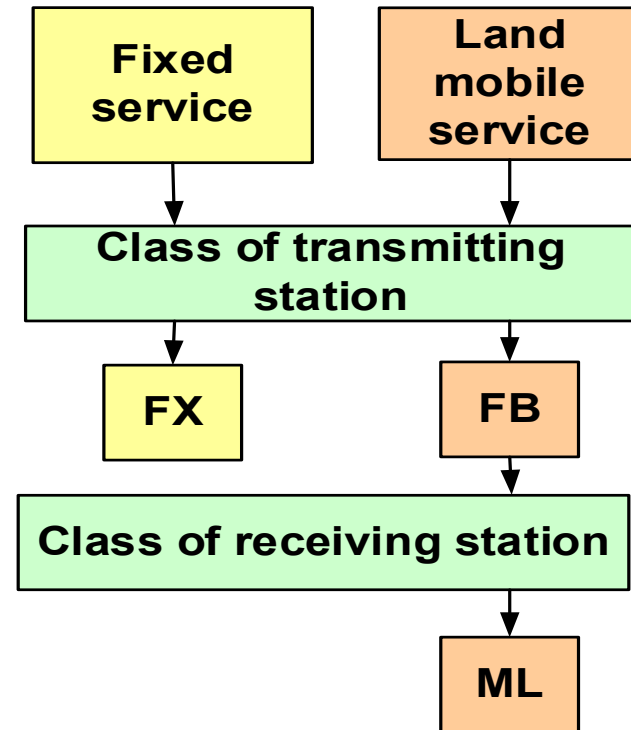 Fixed
service
Land
mobile
service
Class of transmitting
station
FX
FB
Class of receiving station
ML